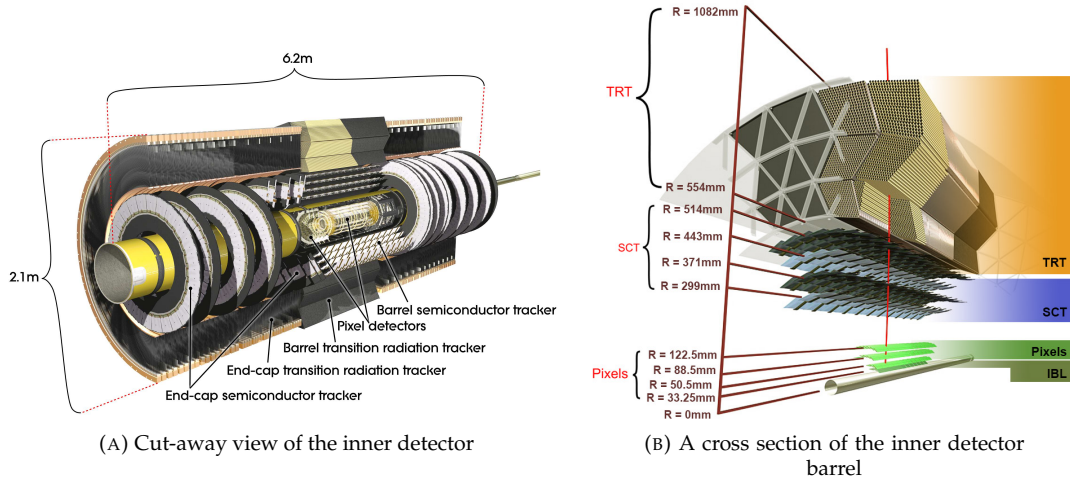 6.2m
2.1m
Barrel semiconductor tracker
Pixel detectors
Barrel transition radiation tracker
End-cap transition radiation tracker
End-cap semiconductor tracker
(A) Cut-away view of the inner detector
R = 1082mm
TRT
R = 554mm
R = 514mm
R = 443mm
SCT
R = 371mm
R = 299mm
TRT
SCT
Pixels
R = 122.5mm
R = 88.5mm
R = 50.5mm
R = 33.25mm
R = 0mm
Pixels
IBL
(B) A cross section of the inner detector
barrel